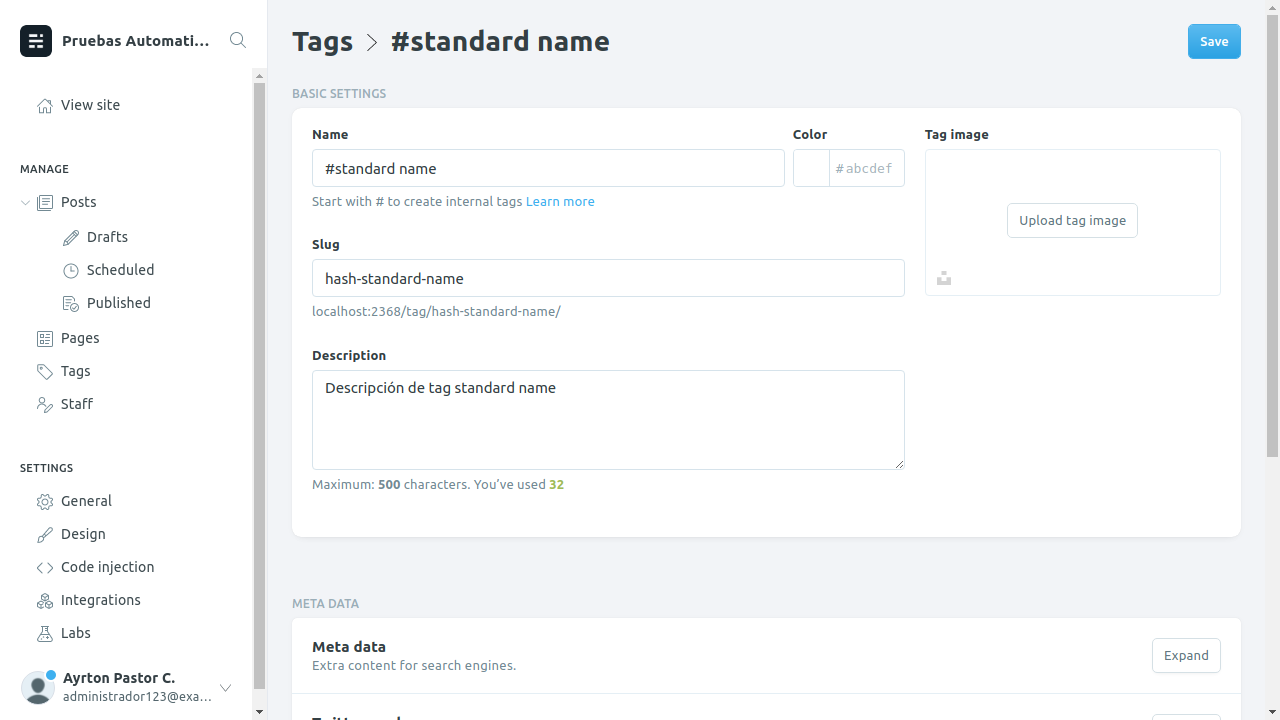 Pruebas Automati...
View site
MANAGE
Posts
Drafts
Scheduled
Published
Pages
Tags
Staff
SETTINGS
General
Design
Code injection
Integrations
Labs
Ayrton Pastor C.
administrador123@exa...
Tags > #standard name
Save
BASIC SETTINGS
Name
#standard name
Start with # to create internal tags Learn more
Color
#abcdef
Slug
hash-standard-name
localhost:2368/tag/hash-standard-name/
Description
Descripción de tag standard name
Maximum: 500 characters. You’ve used 32
Tag image
Upload tag image
META DATA
Meta data
Extra content for search engines.
Expand